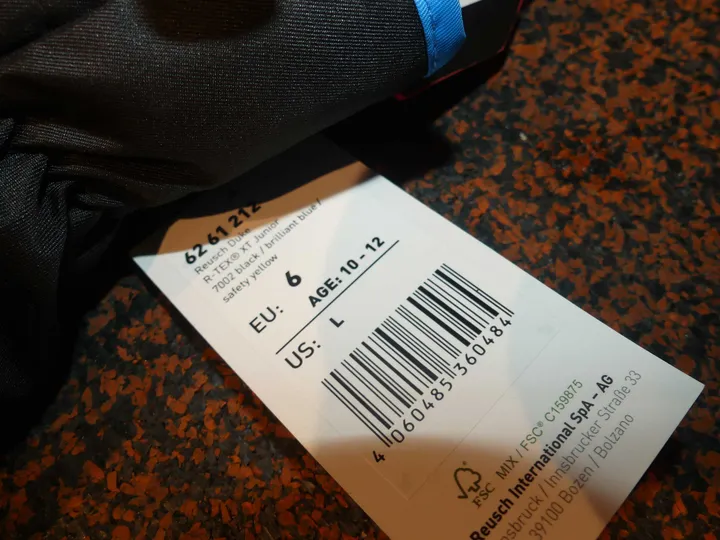 62 61 212
Reusch Duke
R-TEX® XT Junior
7002 black / brilliant blue /
safety yellow
EU: 6
AGE: 10 - 12
US: L
4 060485 360484
FSC MIX / FSC® C159875
Reusch International SpA – AG
Innsbrucker Straße 33
39100 Bozen / Bolzano